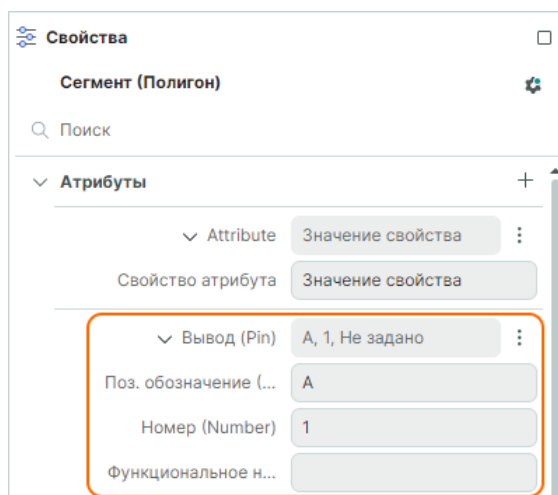 Свойства
Сегмент (Полигон)
Поиск
Атрибуты
Attribute Значение свойства
Свойство атрибута Значение свойства
Вывод (Pin) A, 1, Не задано
Поз. обозначение (... A
Номер (Number) 1
Функциональное н...